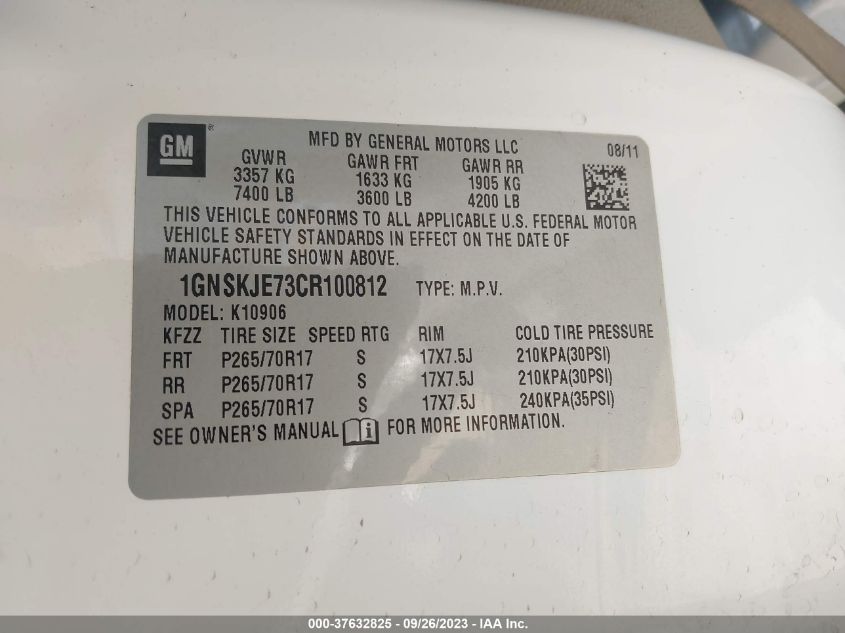 GM ®
MFD BY GENERAL MOTORS LLC 08/11
GVWR GAWR FRT GAWR RR
3357 KG 1633 KG 1905 KG
7400 LB 3600 LB 4200 LB
THIS VEHICLE CONFORMS TO ALL APPLICABLE U.S. FEDERAL MOTOR
VEHICLE SAFETY STANDARDS IN EFFECT ON THE DATE OF
MANUFACTURE SHOWN ABOVE.
1GNSKJE73CR100812 TYPE: M.P.V.
MODEL: K10906
KFZZ TIRE SIZE SPEED RTG RIM COLD TIRE PRESSURE
FRT P265/70R17 S 17X7.5J 210KPA(30PSI)
RR P265/70R17 S 17X7.5J 210KPA(30PSI)
SPA P265/70R17 S 17X7.5J 240KPA(35PSI)
SEE OWNER'S MANUAL i FOR MORE INFORMATION.
000-37632825 - 09/26/2023 - IAA Inc.